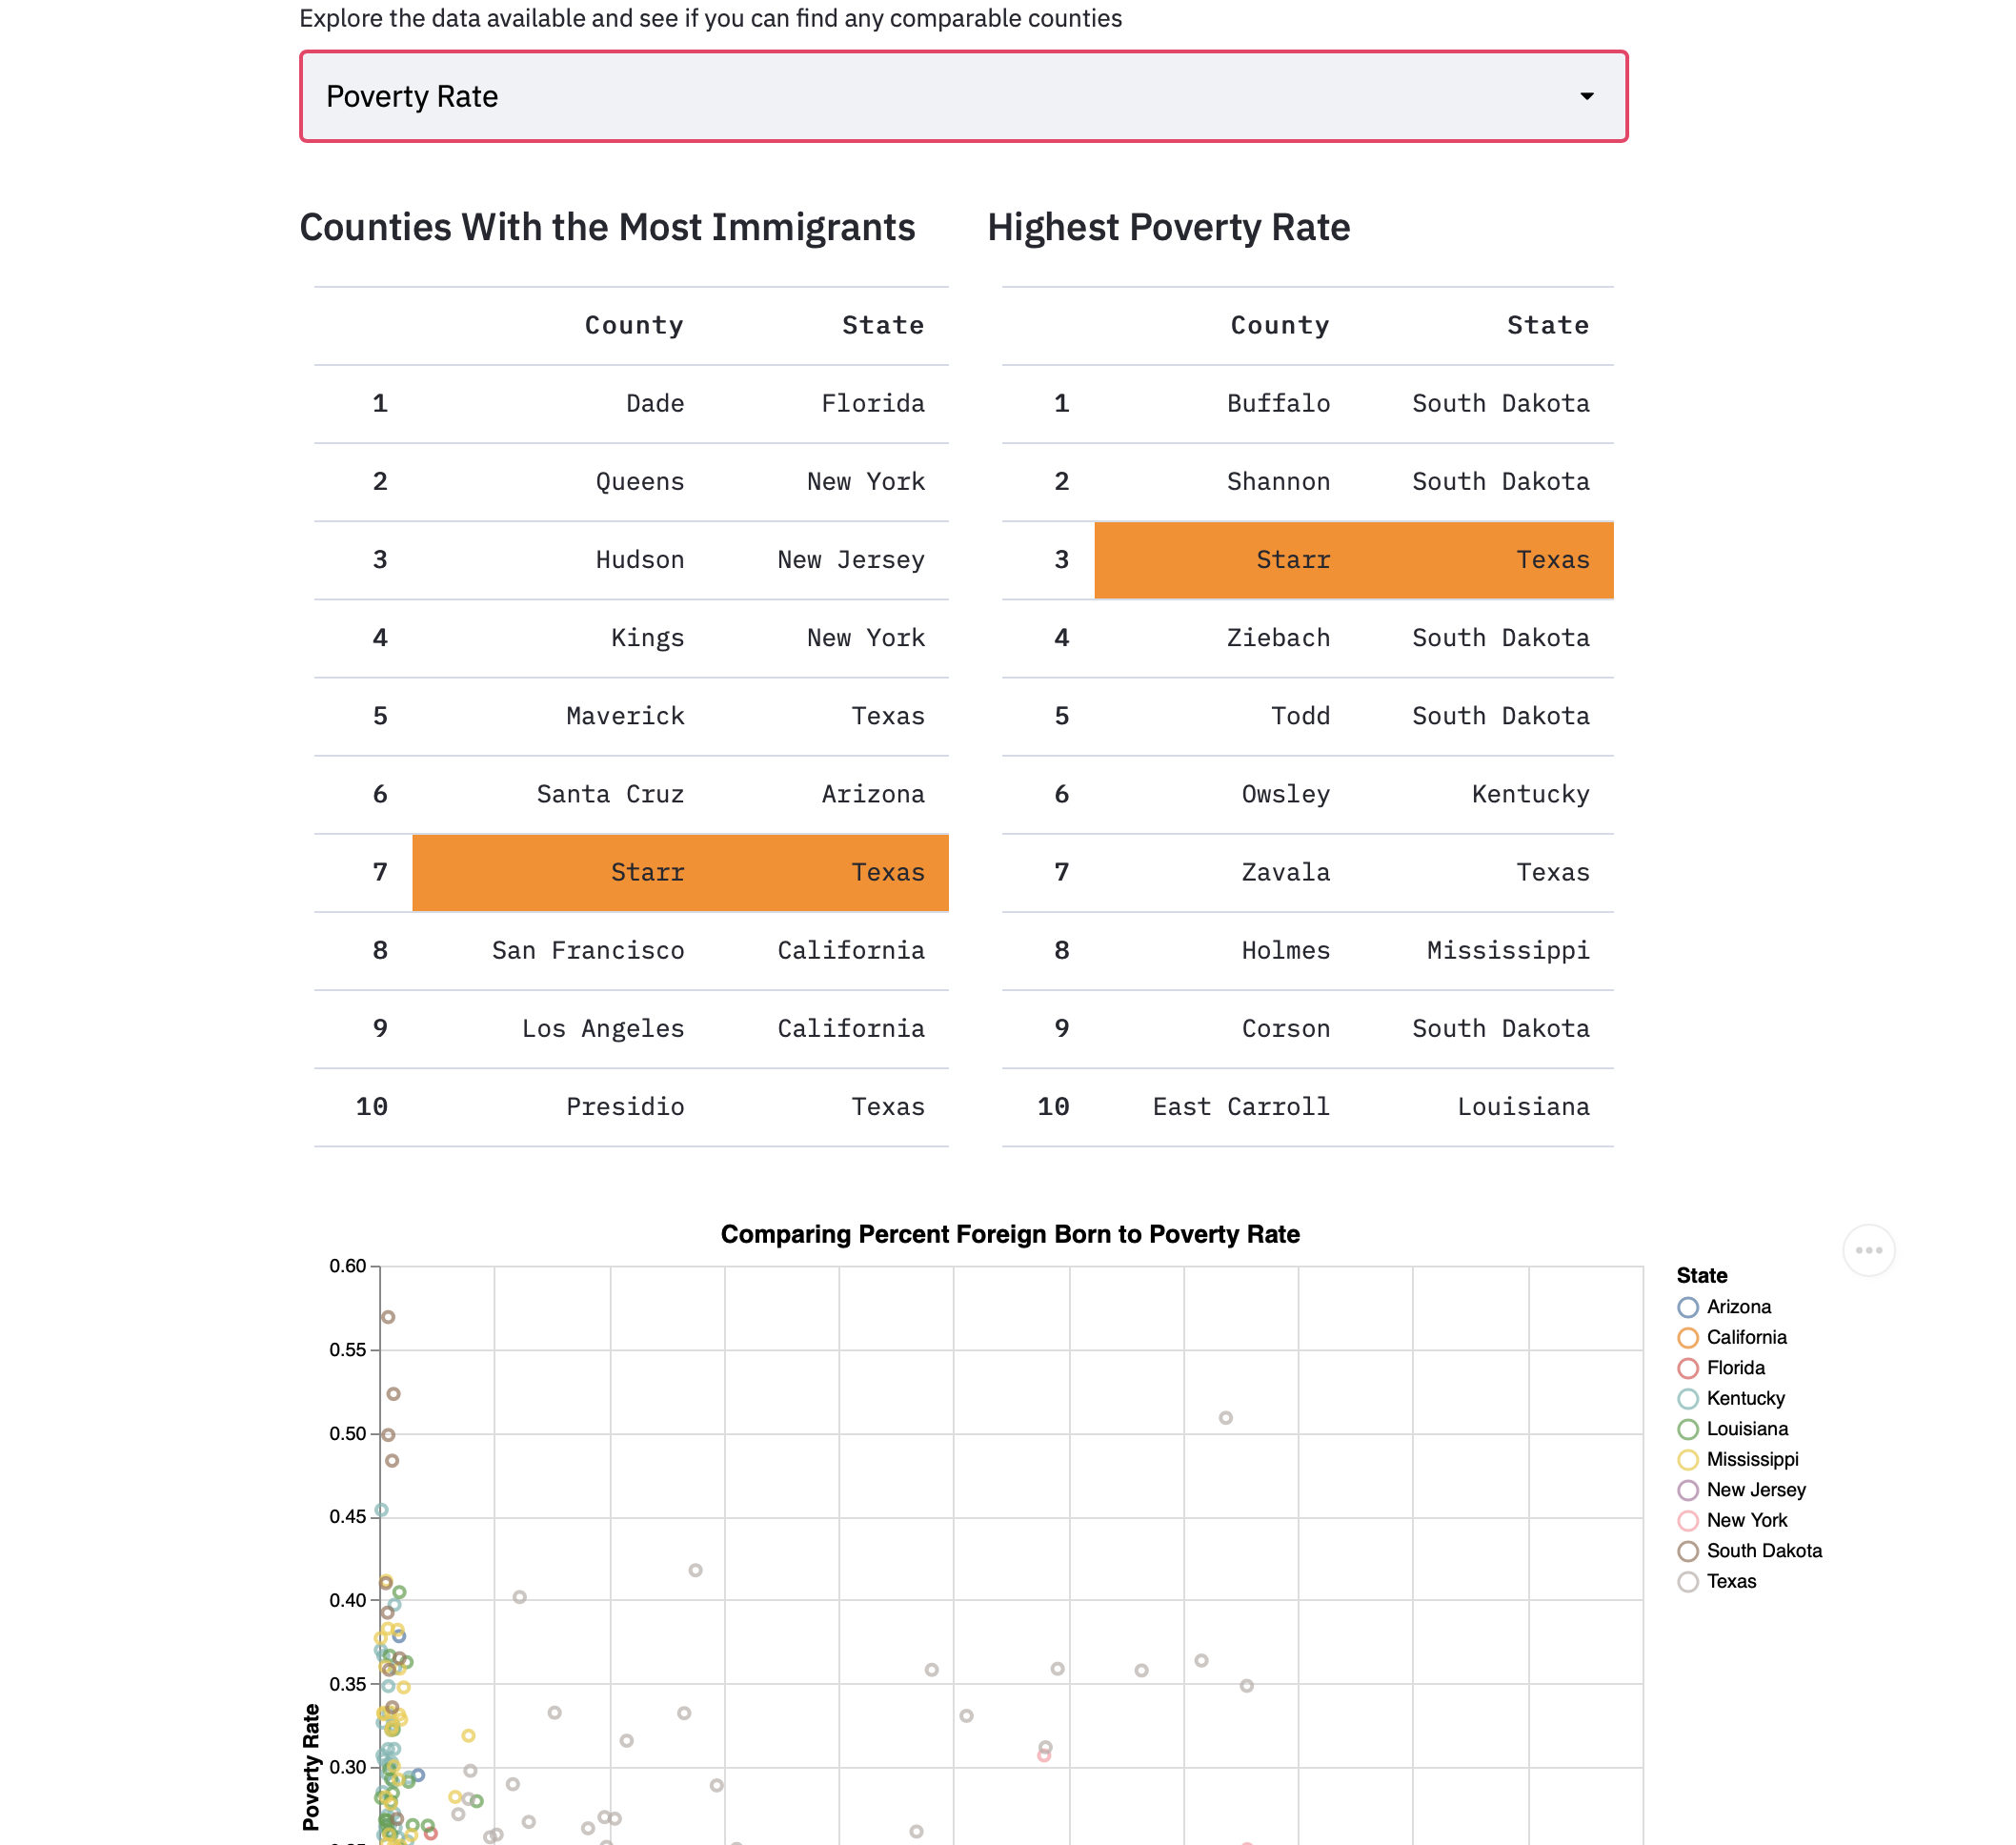 Explore the data available and see if you can find any comparable counties
Poverty Rate
Counties With the Most Immigrants
County State
1 Dade Florida
2 Queens New York
3 Hudson New Jersey
4 Kings New York
5 Maverick Texas
6 Santa Cruz Arizona
7 Starr Texas
8 San Francisco California
9 Los Angeles California
10 Presidio Texas
Highest Poverty Rate
County State
1 Buffalo South Dakota
2 Shannon South Dakota
3 Starr Texas
4 Ziebach South Dakota
5 Todd South Dakota
6 Owsley Kentucky
7 Zavala Texas
8 Holmes Mississippi
9 Corson South Dakota
10 East Carroll Louisiana
Comparing Percent Foreign Born to Poverty Rate
0.60
0.55
0.50
0.45
0.40
0.35
0.30
Poverty Rate
State
Arizona
California
Florida
Kentucky
Louisiana
Mississippi
New Jersey
New York
South Dakota
Texas